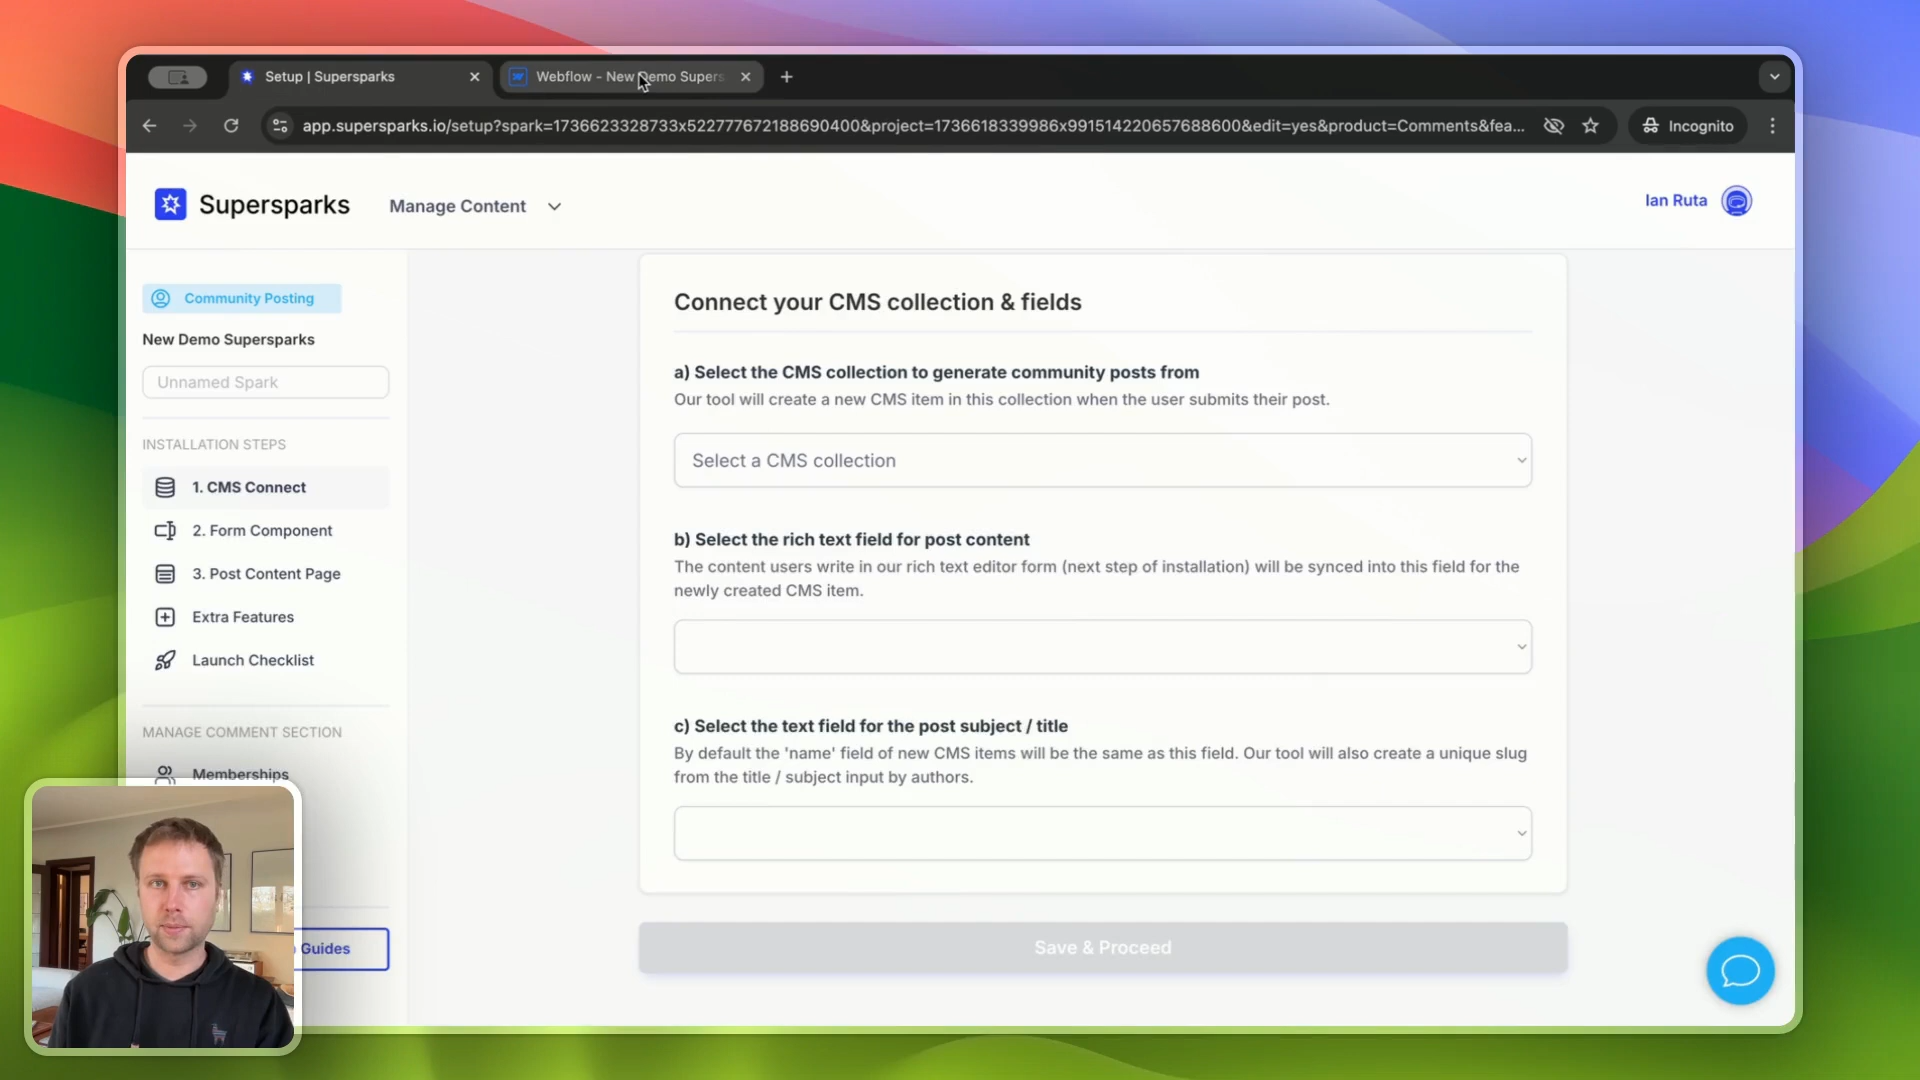 Setup | Supersparks
Webflow - New Demo Supers
app.supersparks.io/setup?spark=1736623328733x522777672188690400&project=1736618339986x991514220657688600&edit=yes&product=Comments&fea...
Incognito
Supersparks
Manage Content
Ian Ruta
Community Posting
New Demo Supersparks
Unnamed Spark
INSTALLATION STEPS
1. CMS Connect
2. Form Component
3. Post Content Page
Extra Features
Launch Checklist
MANAGE COMMENT SECTION
Memberships
Guides
Connect your CMS collection & fields
a) Select the CMS collection to generate community posts from
Our tool will create a new CMS item in this collection when the user submits their post.
Select a CMS collection
b) Select the rich text field for post content
The content users write in our rich text editor form (next step of installation) will be synced into this field for the
newly created CMS item.
c) Select the text field for the post subject / title
By default the 'name' field of new CMS items will be the same as this field. Our tool will also create a unique slug
from the title / subject input by authors.
Save & Proceed